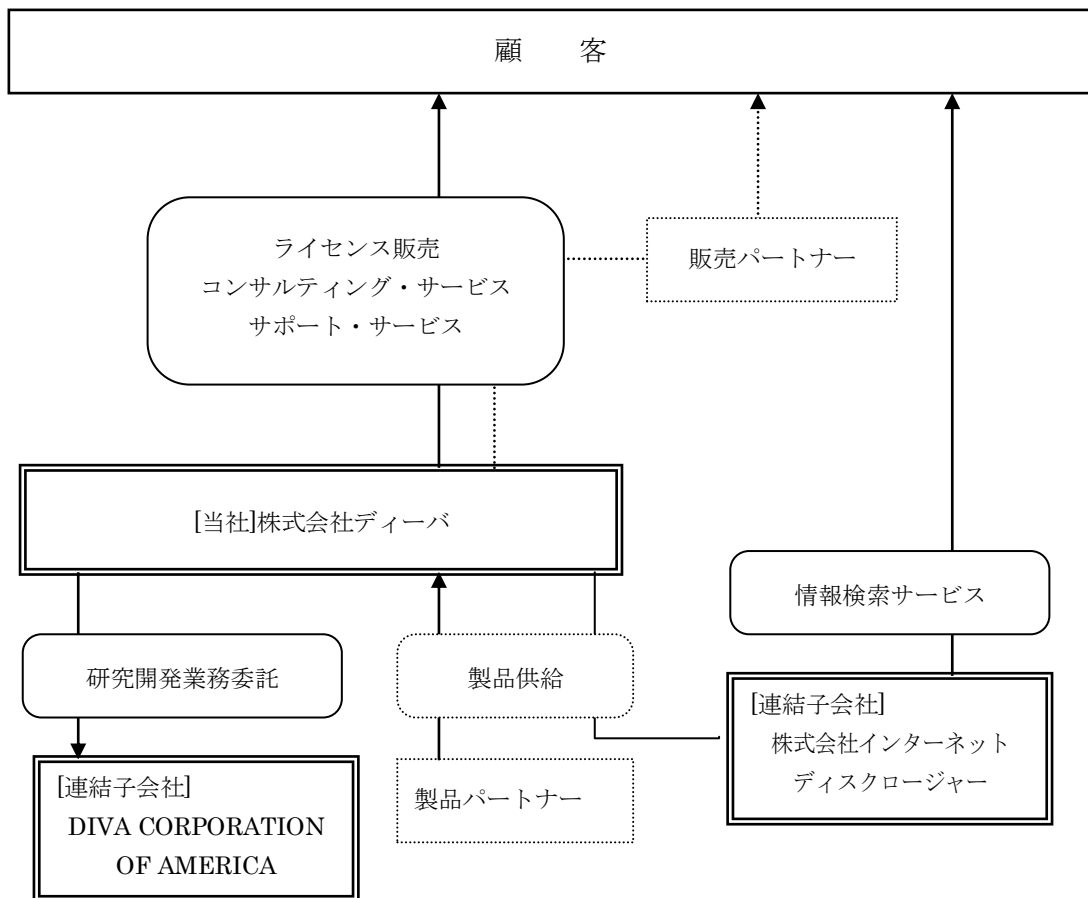 顧　　客
ライセンス販売
コンサルティング・サービス
サポート・サービス
販売パートナー
[当社]株式会社ディーバ
情報検索サービス
研究開発業務委託
製品供給
[連結子会社]
株式会社インターネット
ディスクロージャー
[連結子会社]
DIVA CORPORATION
OF AMERICA
製品パートナー